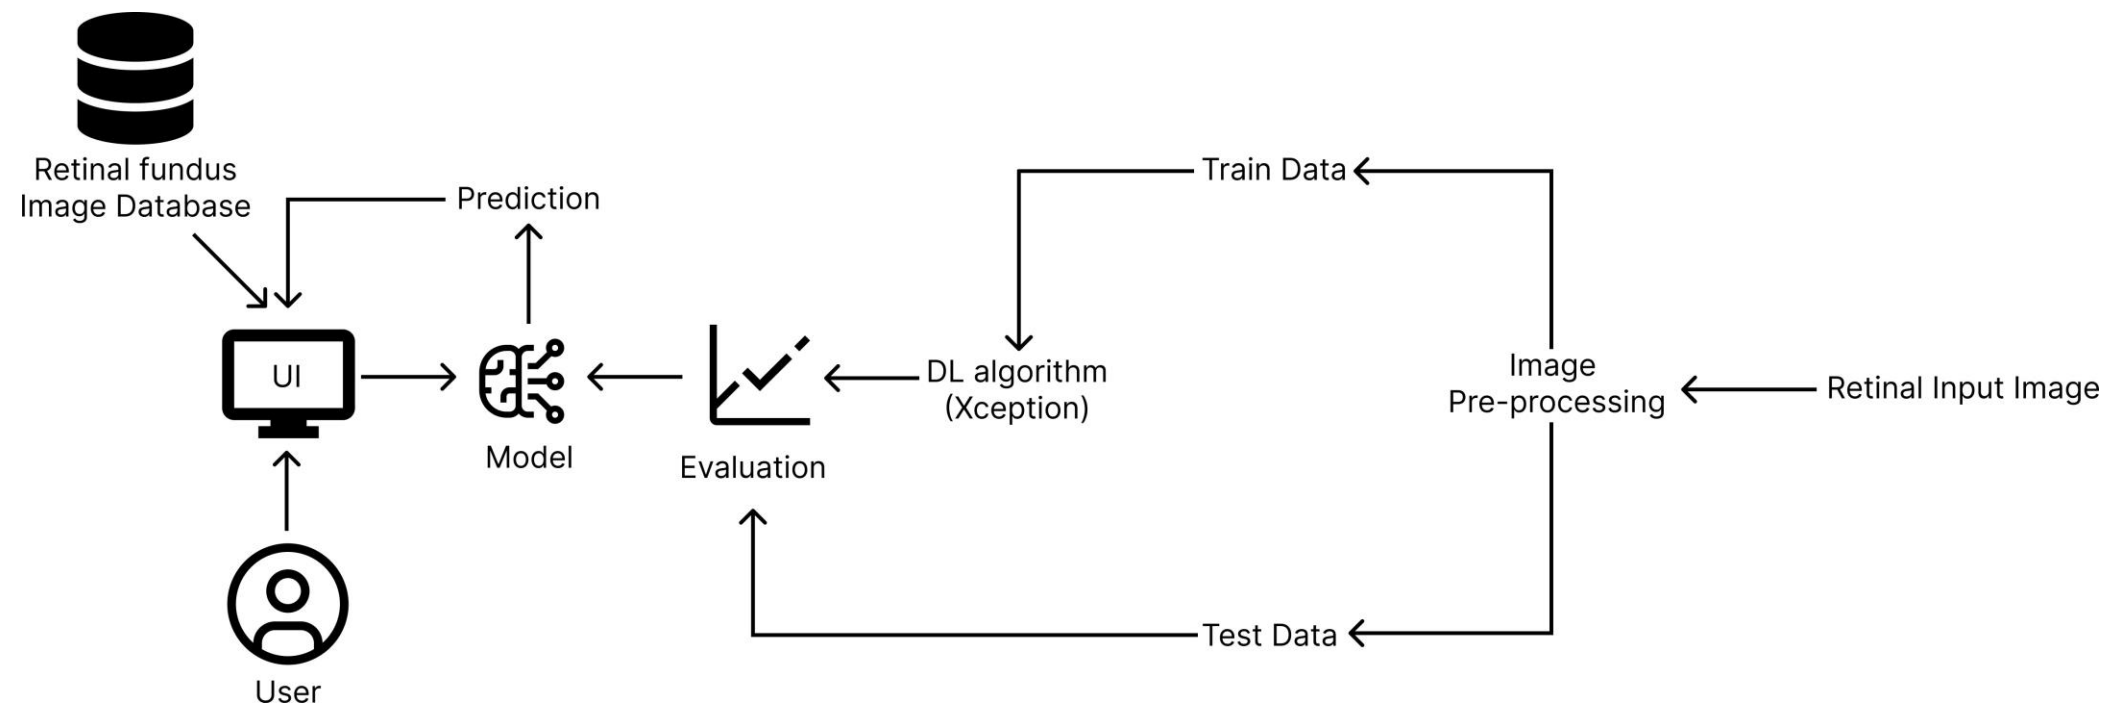 Retinal fundus
Image Database
Prediction
Train Data
UI
Model
Evaluation
DL algorithm
(Xception)
Image
Pre-processing
Retinal Input Image
Test Data
User